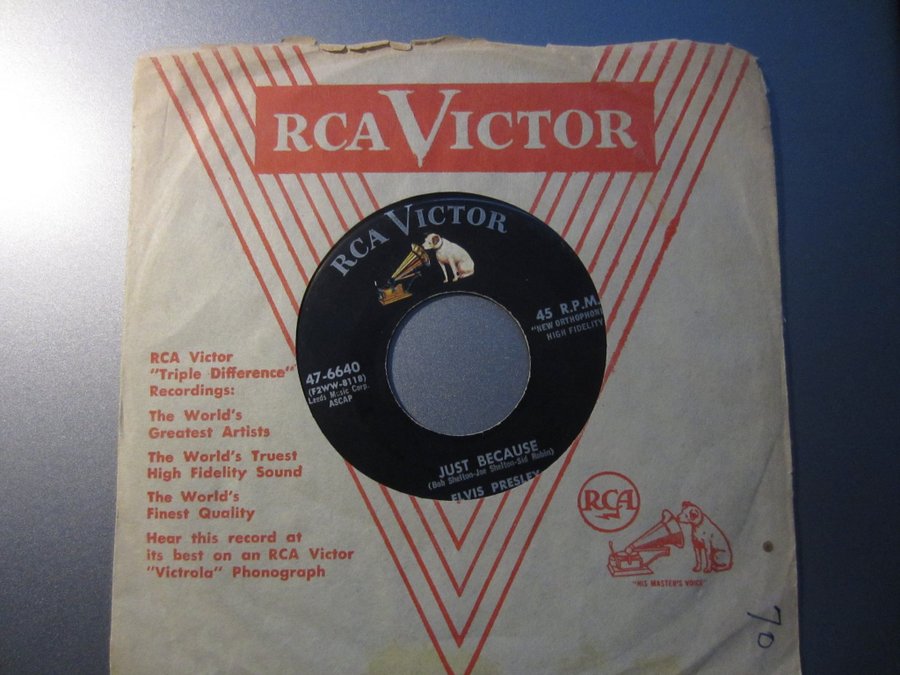 RCA VICTOR
RCA VICTOR
45 R.P.M.
"NEW ORTHOPHONI
HIGH FIDELITY
47-6640
(F2WW-8118)
Leeds Music Corp.
ASCAP
JUST BECAUSE
(Bob Shelton-Joe Shelton-Sid Robin)
ELVIS PRESLEY
RCA Victor
"Triple Difference"
Recordings:
The World's
Greatest Artists
The World's Truest
High Fidelity Sound
The World's
Finest Quality
Hear this record at
its best on an RCA Victor
"Victrola" Phonograph
RCA
"HIS MASTER'S VOICE"
70